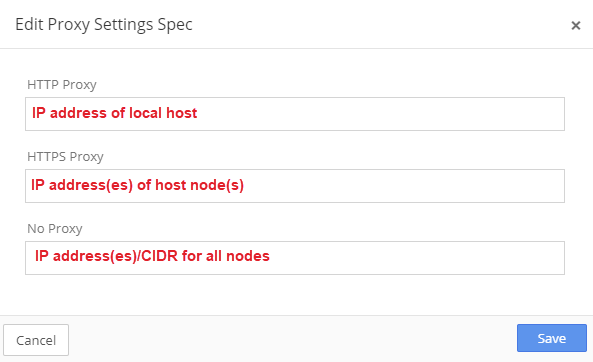 Edit Proxy Settings Spec ×
HTTP Proxy
IP address of local host
HTTPS Proxy
IP address(es) of host node(s)
No Proxy
IP address(es)/CIDR for all nodes
Cancel Save